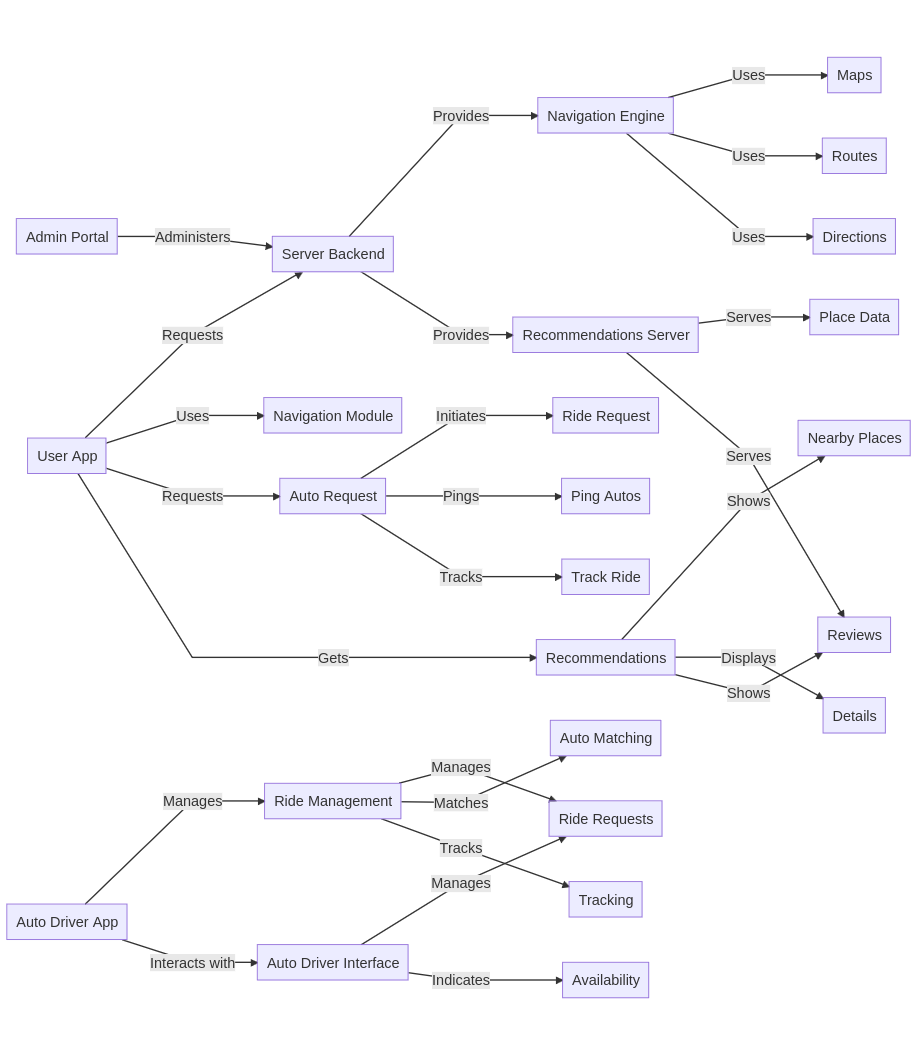 Uses
Maps
Provides
Navigation Engine
Uses
Routes
Admin Portal
Administers
Server Backend
Uses
Directions
Requests
Provides
Recommendations Server
Serves
Place Data
Uses
Navigation Module
Initiates
Ride Request
Nearby Places
User App
Serves
Requests
Auto Request
Pings
Ping Autos
Shows
Tracks
Track Ride
Reviews
Gets
Recommendations
Displays
Shows
Details
Auto Matching
Manages
Manages
Ride Management
Matches
Ride Requests
Tracks
Manages
Tracking
Auto Driver App
Interacts with
Auto Driver Interface
Indicates
Availability